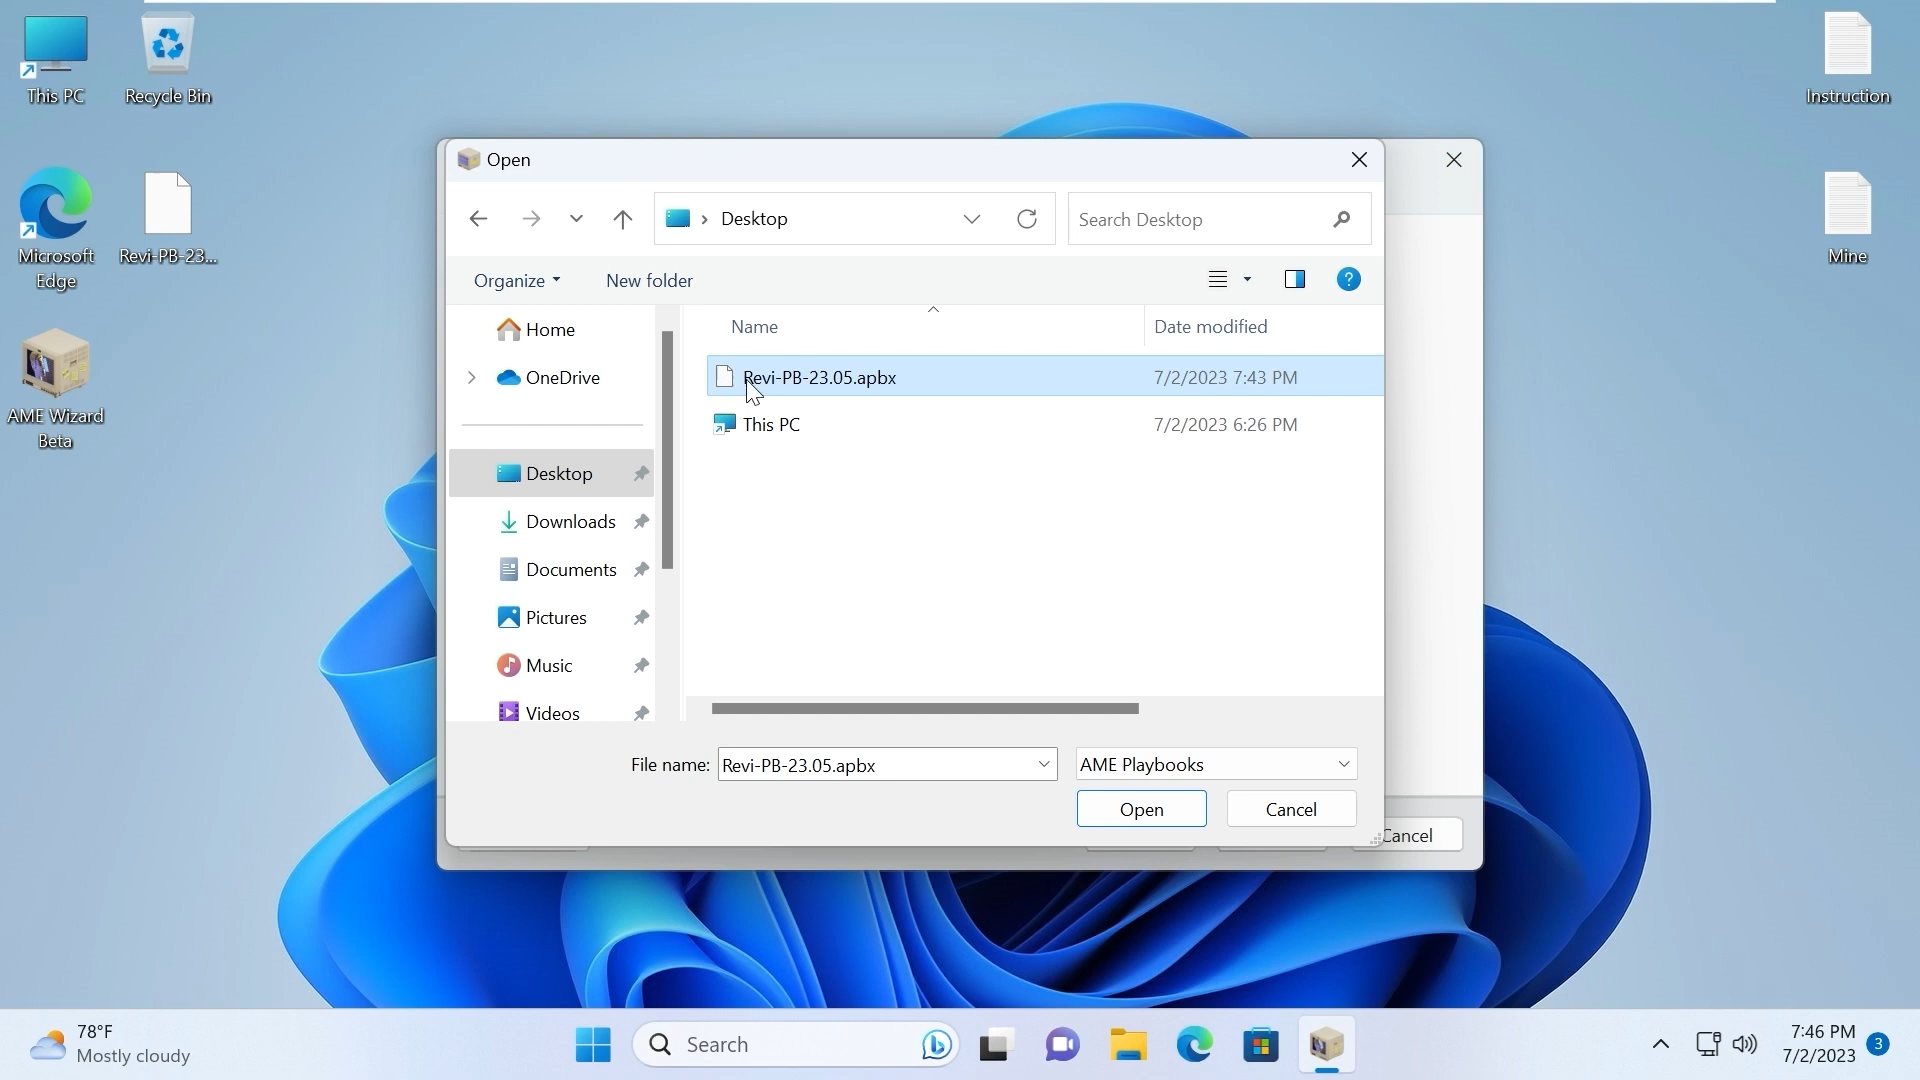 This PC
Recycle Bin
Instruction
Microsoft
Edge
Revi-PB-23...
Mine
AME Wizard
Beta
Open
Desktop
Search Desktop
Organize
New folder
?
Name
Date modified
Home
OneDrive
Desktop
Downloads
Documents
Pictures
Music
Videos
Revi-PB-23.05.apbx
7/2/2023 7:43 PM
This PC
7/2/2023 6:26 PM
File name:
Revi-PB-23.05.apbx
AME Playbooks
Open
Cancel
Cancel
78°F
Mostly cloudy
Search
7:46 PM
7/2/2023
3